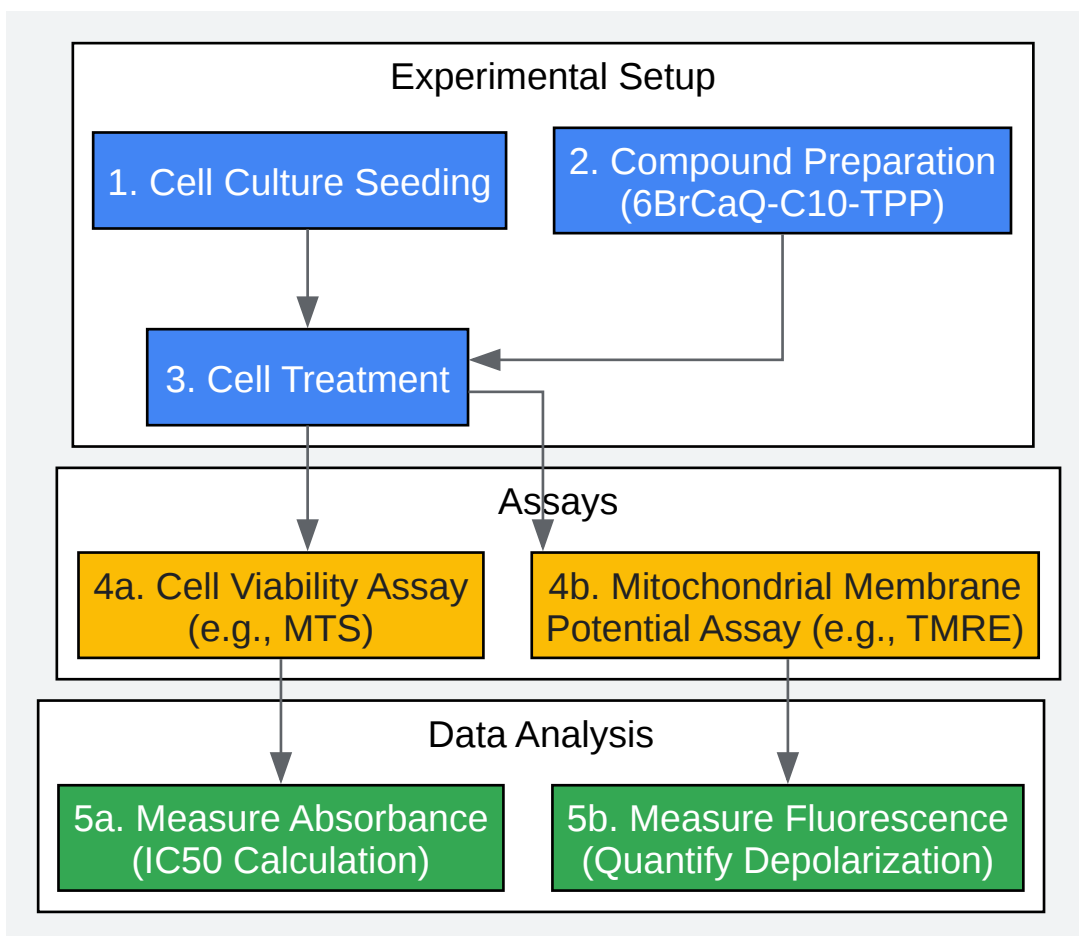 Experimental Setup
1. Cell Culture Seeding
2. Compound Preparation
(6BrCaQ-C10-TPP)
3. Cell Treatment
Assays
4a. Cell Viability Assay
(e.g., MTS)
4b. Mitochondrial Membrane
Potential Assay (e.g., TMRE)
Data Analysis
5a. Measure Absorbance
(IC50 Calculation)
5b. Measure Fluorescence
(Quantify Depolarization)